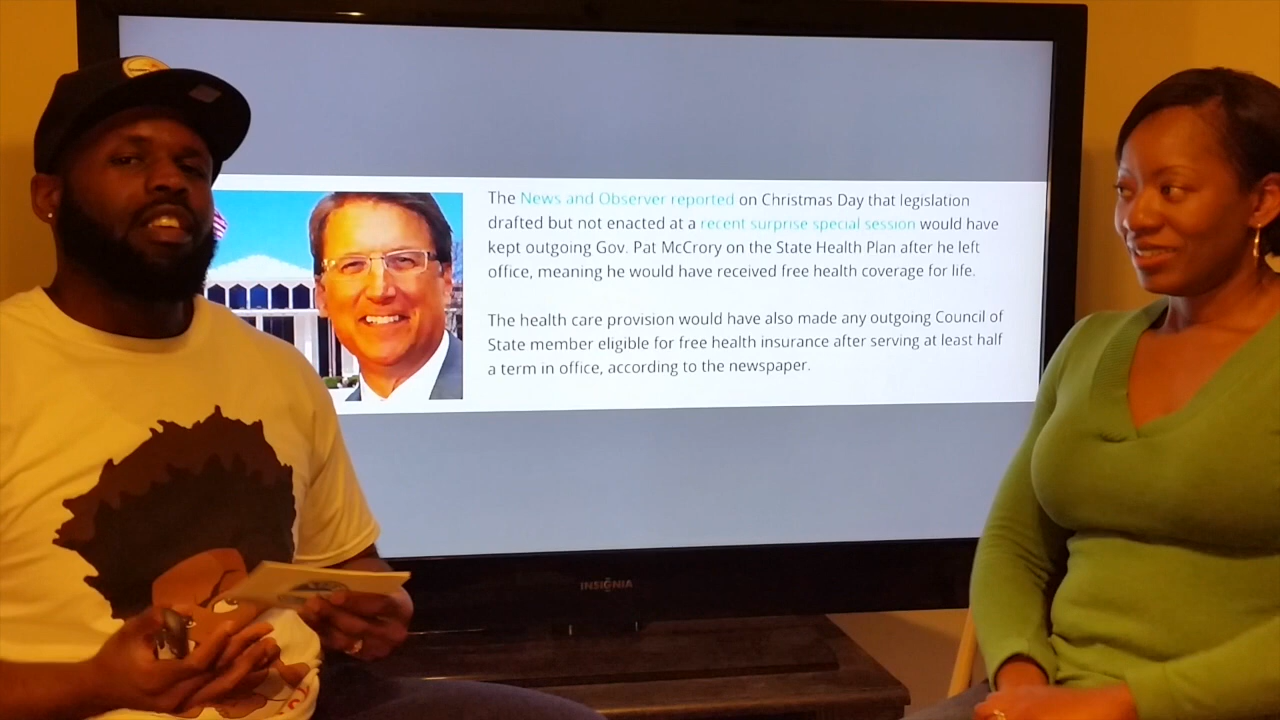 The News and Observer reported on Christmas Day that legislation
drafted but not enacted at a recent surprise special session would have
kept outgoing Gov. Pat McCrory on the State Health Plan after he left
office, meaning he would have received free health coverage for life.
The health care provision would have also made any outgoing Council of
State member eligible for free health insurance after serving at least half
a term in office, according to the newspaper.
INSIGNIA